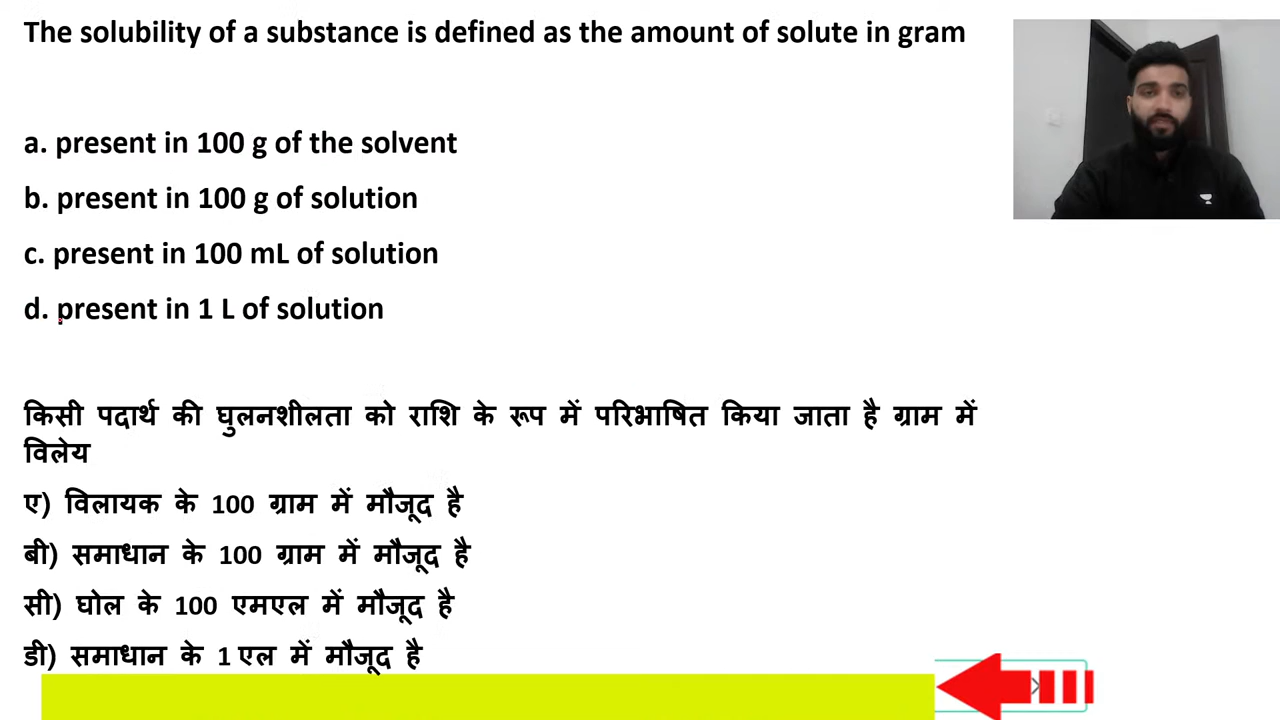 The solubility of a substance is defined as the amount of solute in gram
a. present in 100 g of the solvent
b. present in 100 g of solution
c. present in 100 mL of solution
d. present in 1 L of solution
किसी पदार्थ की घुलनशीलता को राशि के रूप में परिभाषित किया जाता है ग्राम में
विलेय
ए) विलायक के 100 ग्राम में मौजूद है
बी) समाधान के 100 ग्राम में मौजूद है
सी) घोल के 100 एमएल में मौजूद है
डी) समाधान के 1 एल में मौजूद है